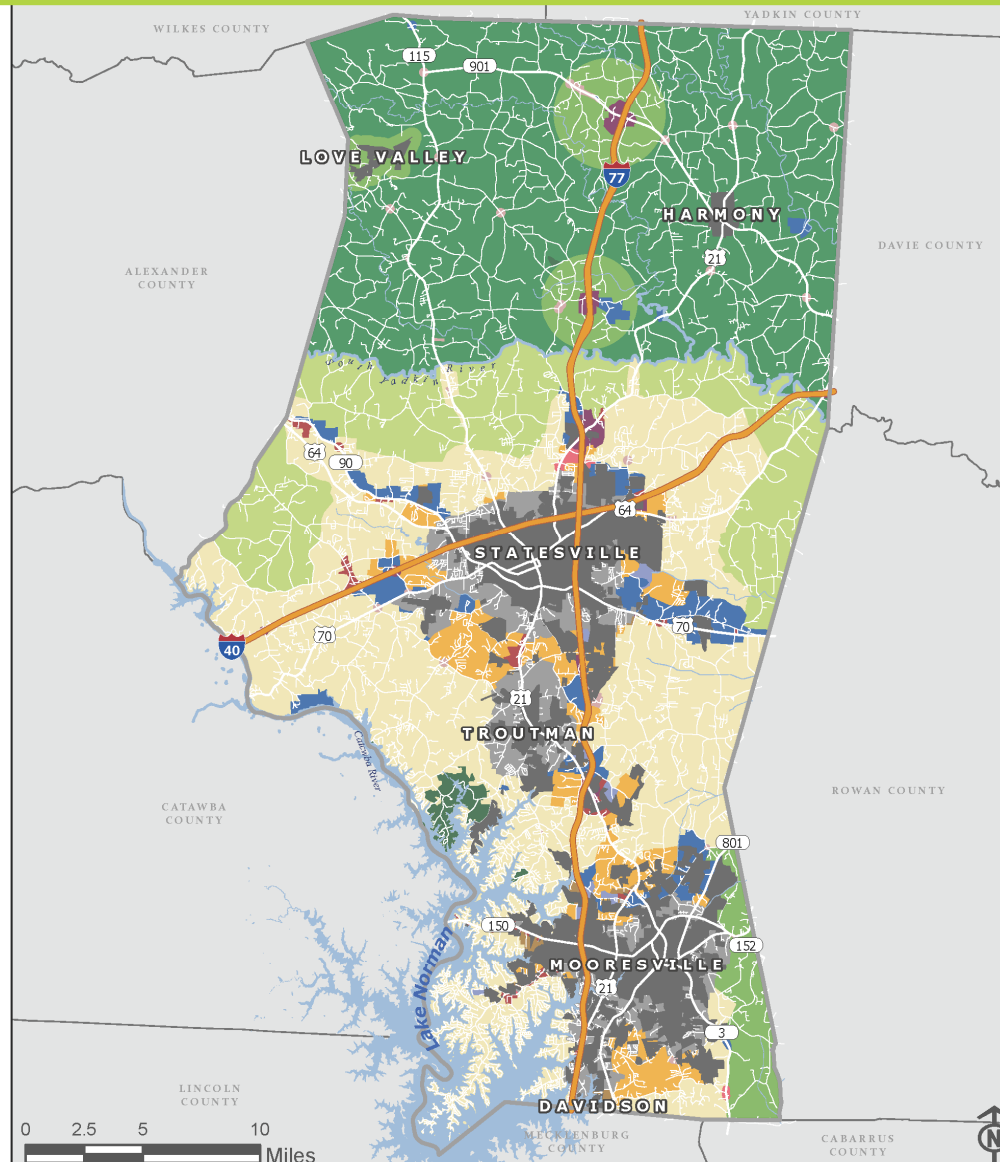 YADKIN COUNTY
WILKES COUNTY
115
901
LOVE VALLEY
77
HARMONY
21
DAVIE COUNTY
ALEXANDER
COUNTY
South Yadkin River
64
90
64
STATESVILLE
70
70
40
21
TROUTMAN
Catawba River
ROWAN COUNTY
CATAWBA
COUNTY
801
150
152
Lake Norman
MOORESVILLE
21
3
LINCOLN
COUNTY
DAVIDSON
MECKLENBURG
COUNTY
CABARRUS
COUNTY
N
0 2.5 5 10
Miles